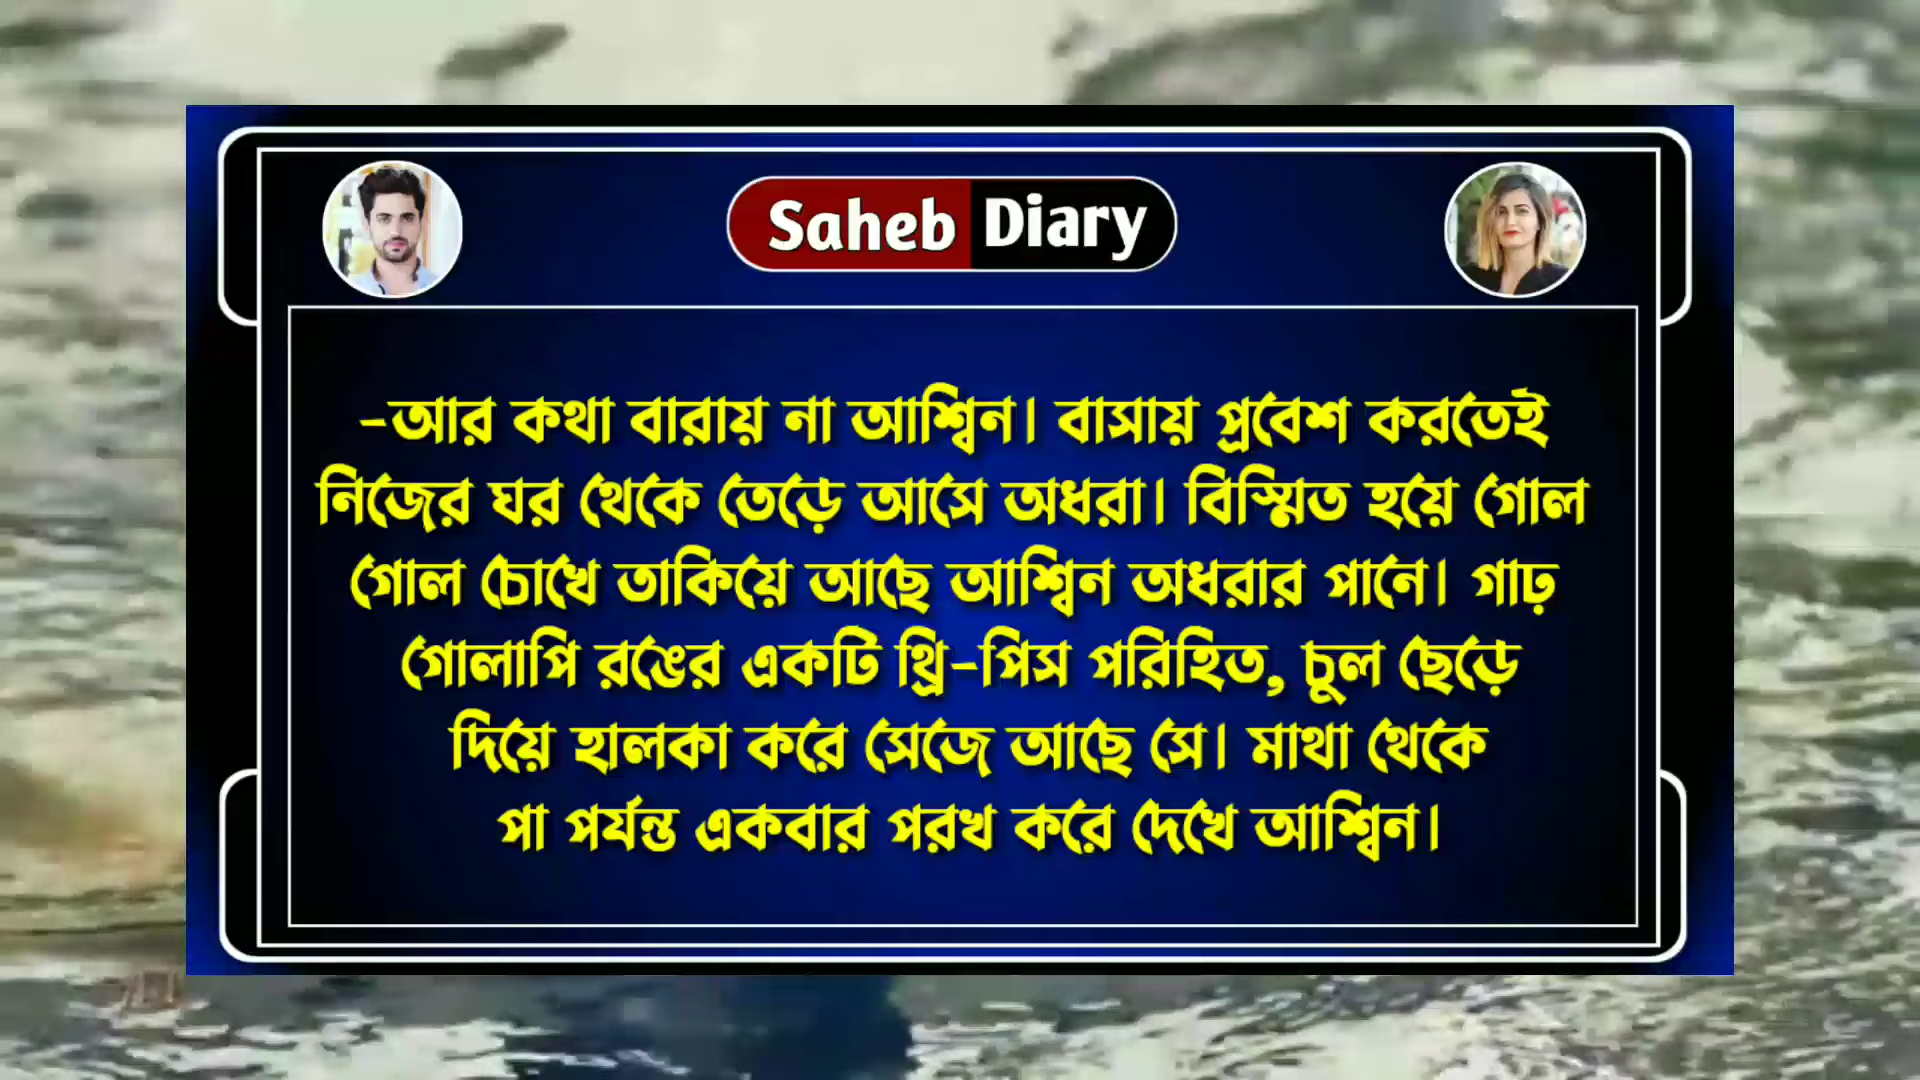 Saheb Diary
-আর কথা বারায় না আশ্বিন। বাসায় প্রবেশ করতেই
নিজের ঘর থেকে তেড়ে আসে অধরা। বিস্মিত হয়ে গোল
গোল চোখে তাকিয়ে আছে আশ্বিন অধরার পানে। গাঢ়
গোলাপি রঙের একটি থ্রি-পিস পরিহিত, চুল ছেড়ে
দিয়ে হালকা করে সেজে আছে সে। মাথা থেকে
পা পর্যন্ত একবার পরখ করে দেখে আশ্বিন।